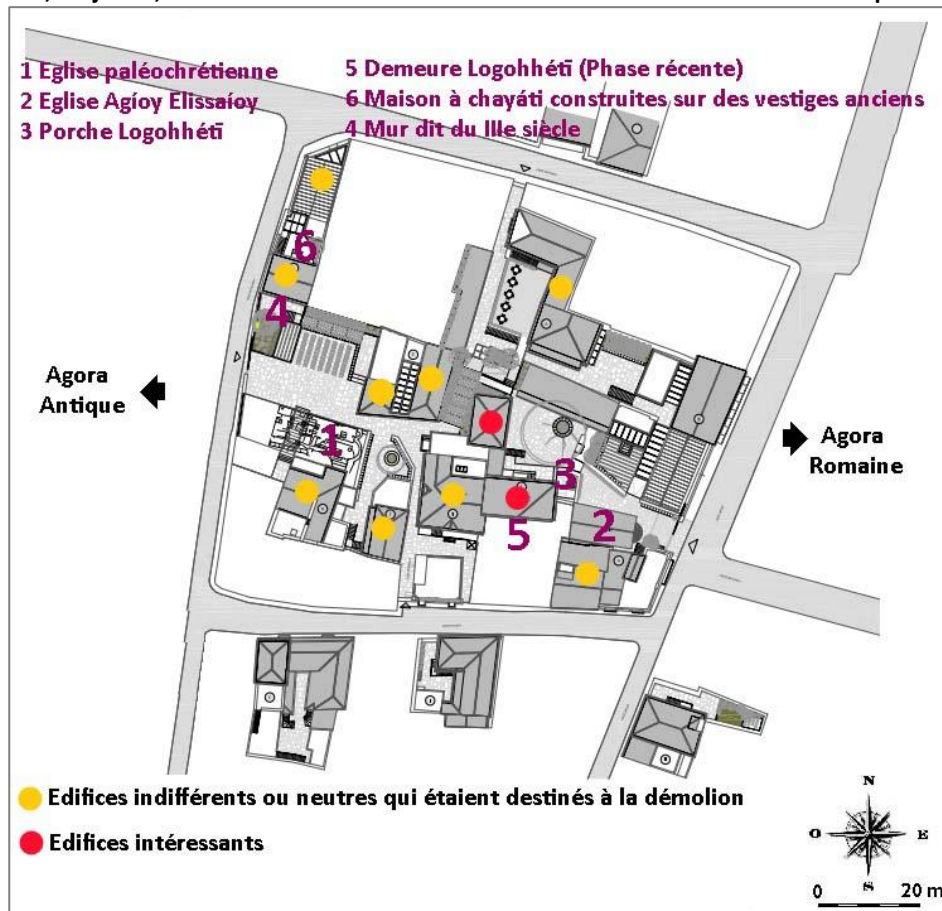 1 Eglise paléochrétienne
2 Eglise Agíoy Elissaíoy
3 Porche Logohhétï
5 Demeure Logohhétï (Phase récente)
6 Maison à chayáti construites sur des vestiges anciens
4 Mur dit du IIIe siècle
6
4
Agora
Antique
1
3
2
5
Agora
Romaine
Edifices indifférents ou neutres qui étaient destinés à la démolion
Edifices intéressants
N
O E
S
0 20 m